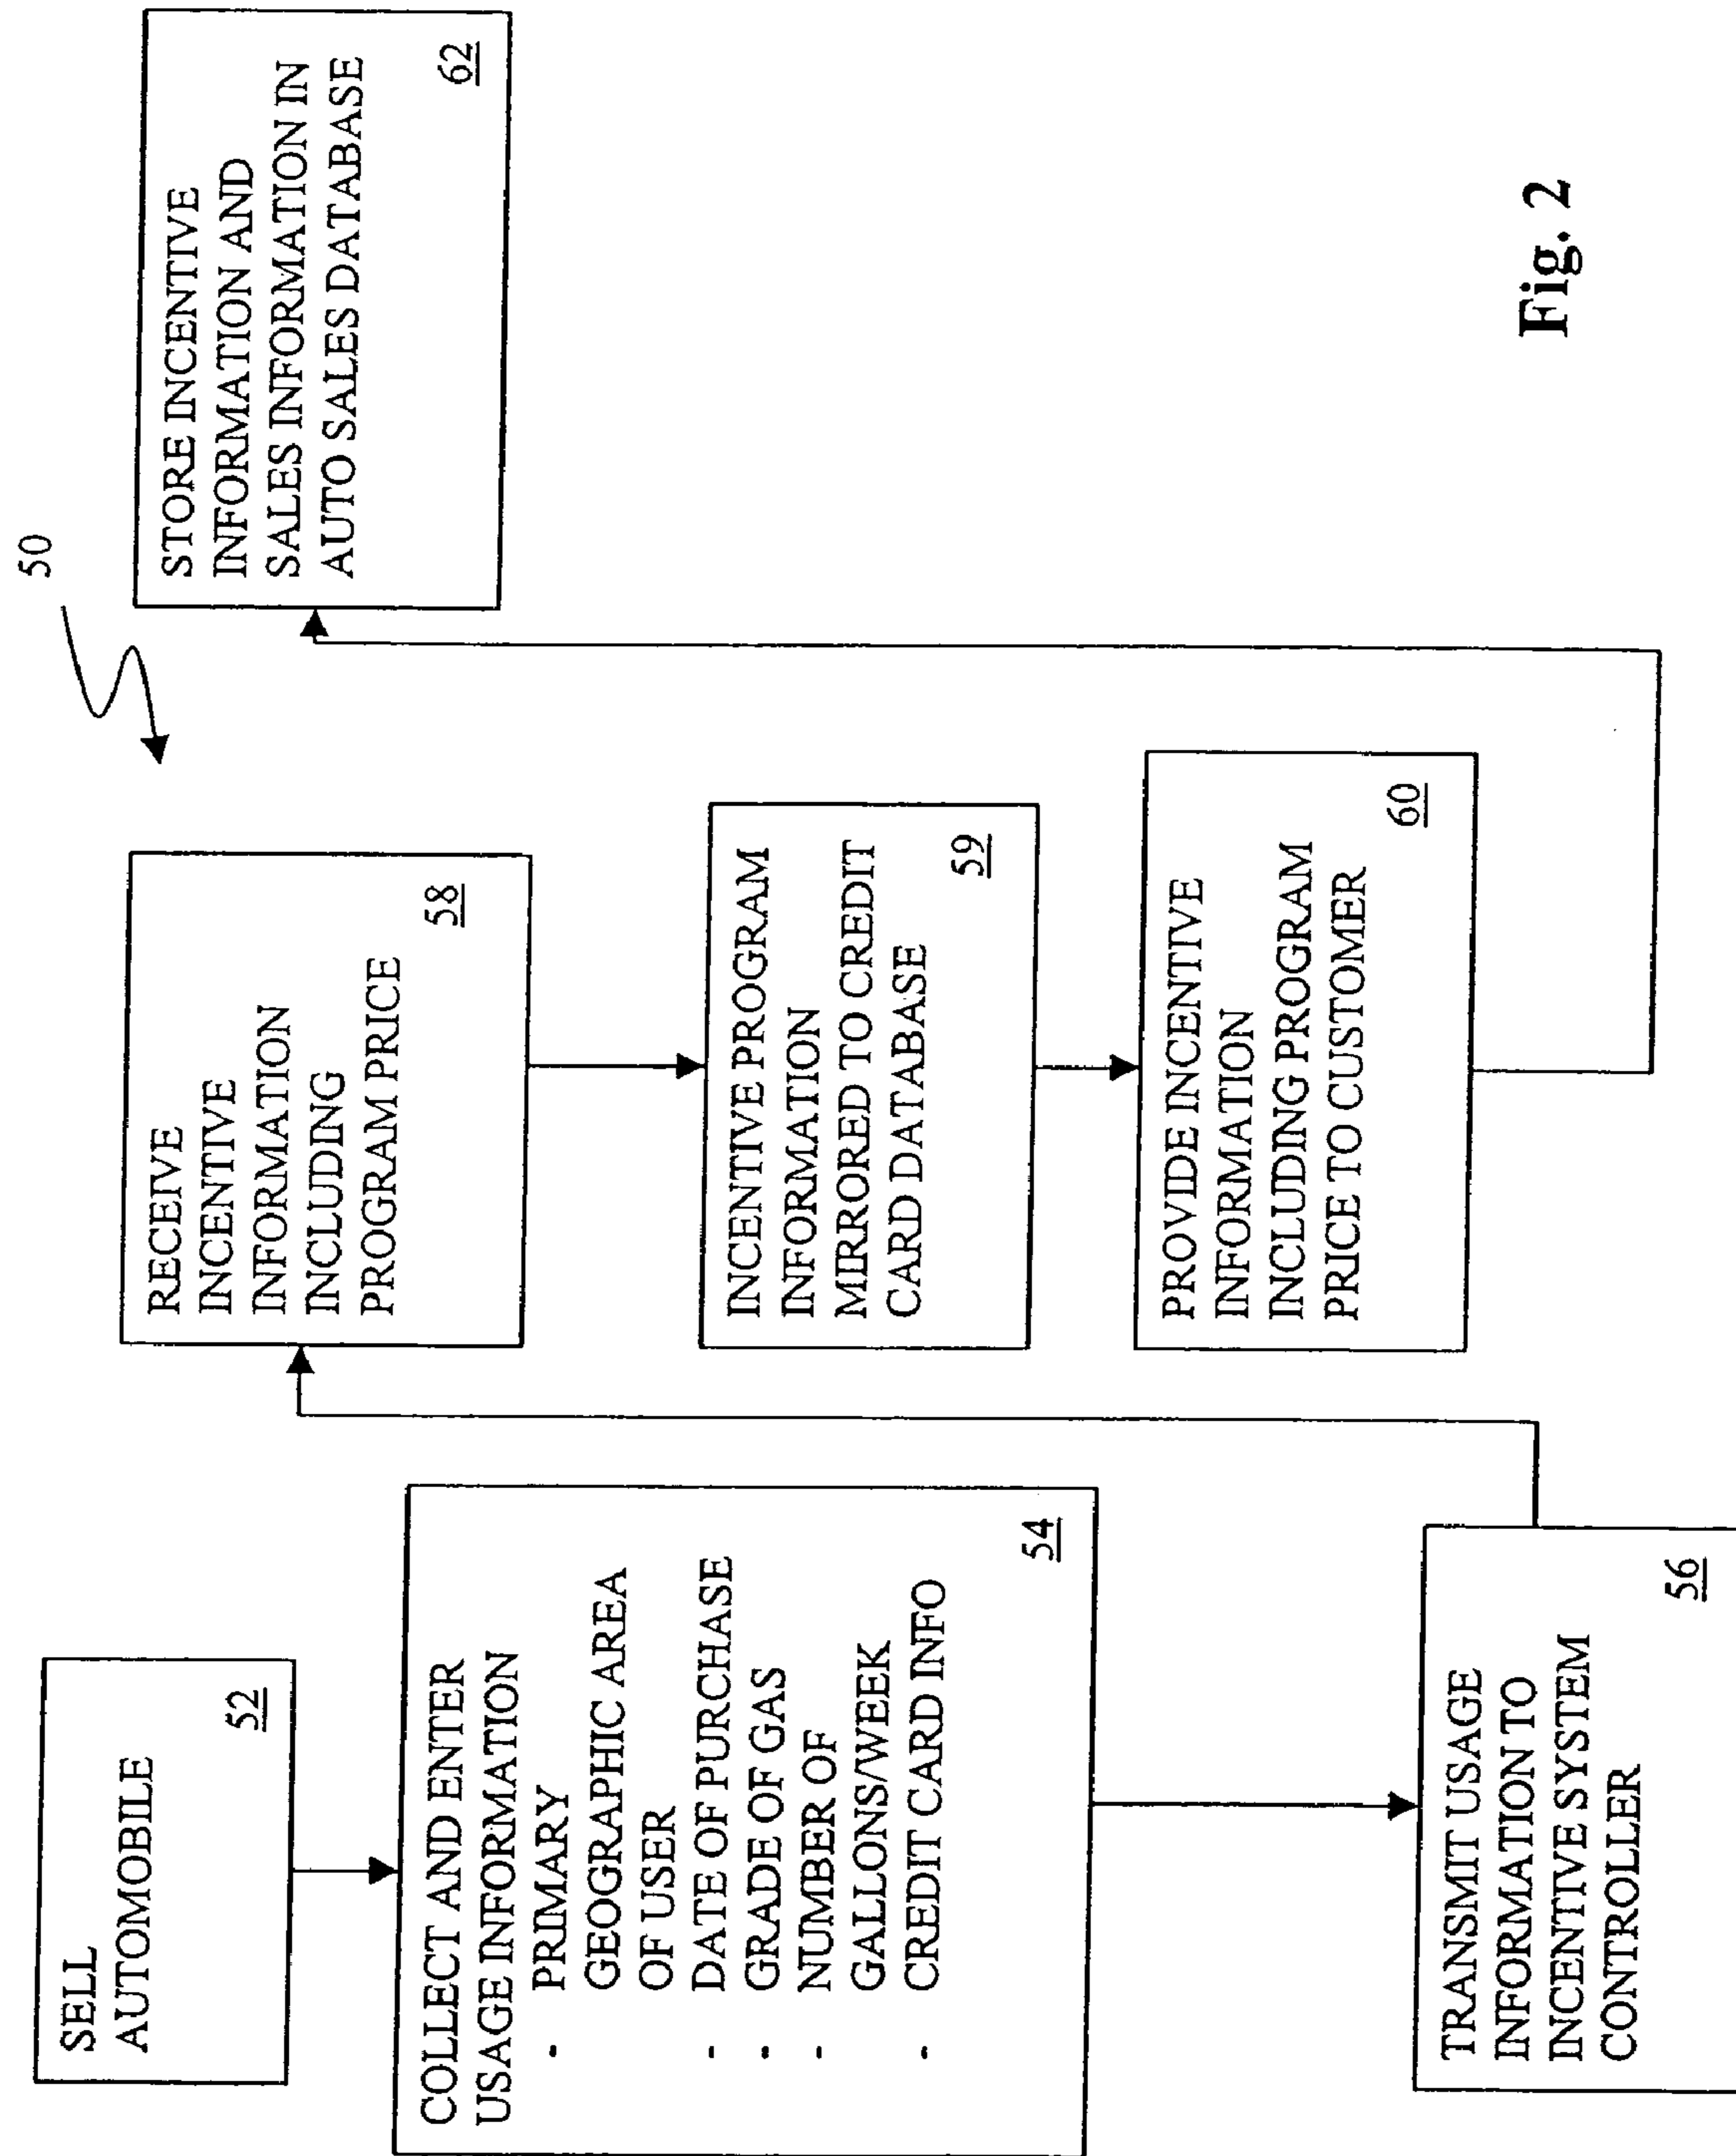 50
SELL
AUTOMOBILE
52
COLLECT AND ENTER
USAGE INFORMATION
- PRIMARY
GEOGRAPHIC AREA
OF USER
- DATE OF PURCHASE
- GRADE OF GAS
- NUMBER OF
GALLONS/WEEK
- CREDIT CARD INFO
54
TRANSMIT USAGE
INFORMATION TO
INCENTIVE SYSTEM
CONTROLLER
56
RECEIVE
INCENTIVE
INFORMATION
INCLUDING
PROGRAM PRICE
58
INCENTIVE PROGRAM
INFORMATION
MIRRORED TO CREDIT
CARD DATABASE
59
PROVIDE INCENTIVE
INFORMATION
INCLUDING PROGRAM
PRICE TO CUSTOMER
60
STORE INCENTIVE
INFORMATION AND
SALES INFORMATION IN
AUTO SALES DATABASE
62
Fig. 2